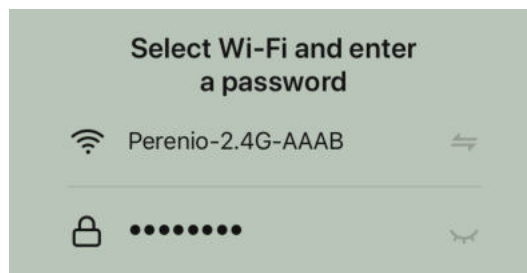 Select Wi-Fi and enter
a password
Perenio-2.4G-AAAB
••••••••